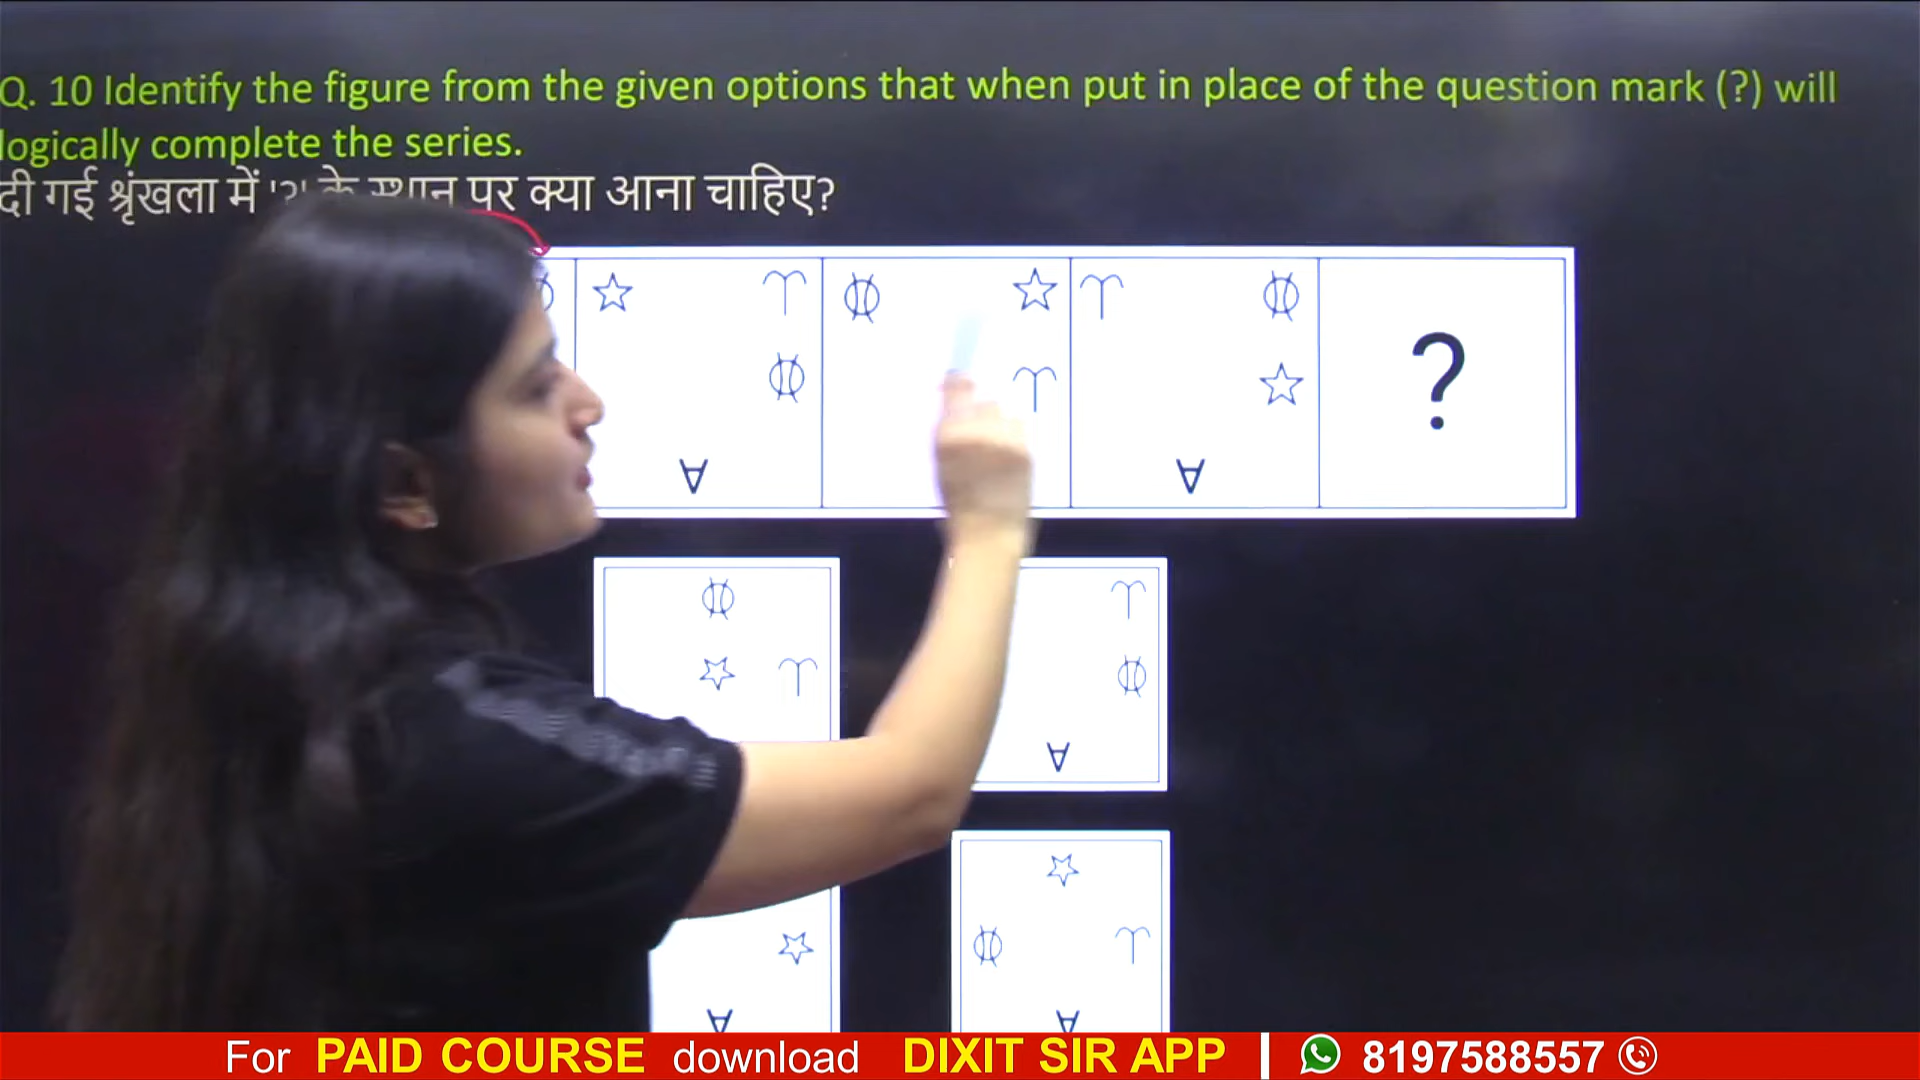 Q. 10 Identify the figure from the given options that when put in place of the question mark (?) will
logically complete the series.
दी गई श्रृंखला में '?' के स्थान पर क्या आना चाहिए?
?
For PAID COURSE download DIXIT SIR APP | 8197588557